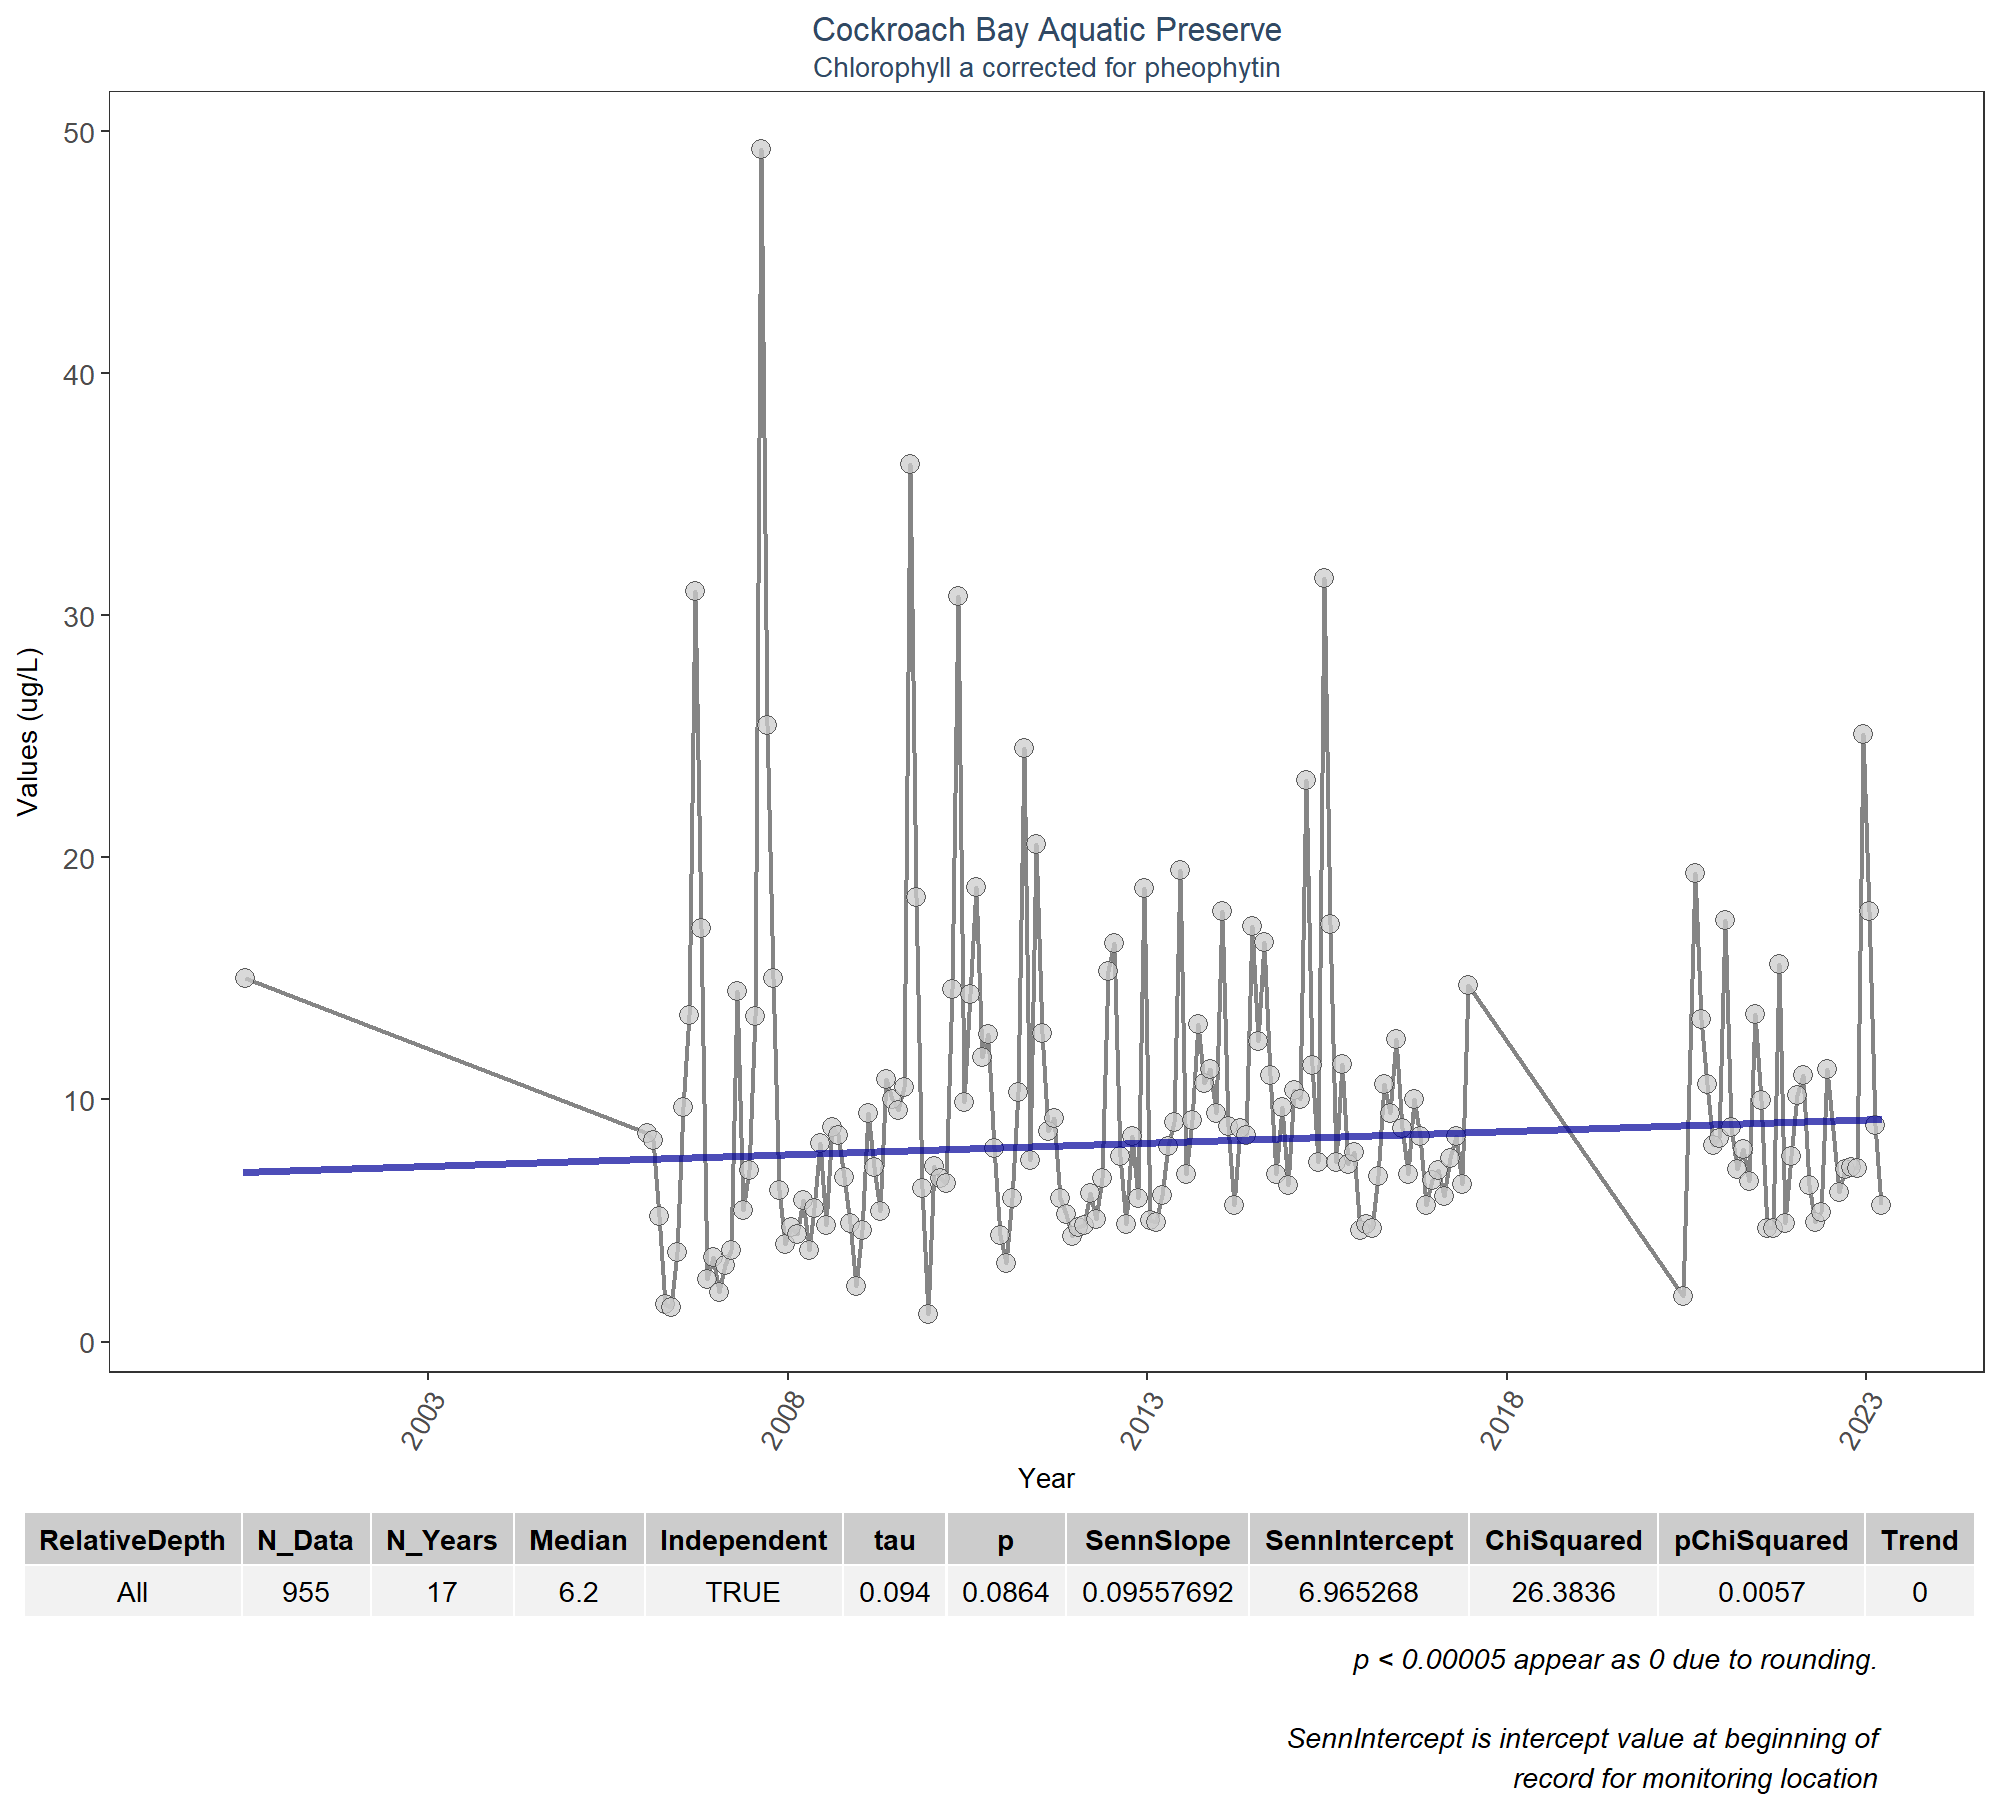 Cockroach Bay Aquatic Preserve
Chlorophyll a corrected for pheophytin
50
40
30
20
10
0
Values (ug/L)
2003 2008 2013 2018 2023
Year
RelativeDepth N_Data N_Years Median Independent tau p SennSlope SennIntercept ChiSquared pChiSquared Trend
All 955 17 6.2 TRUE 0.094 0.0864 0.09557692 6.965268 26.3836 0.0057 0
p < 0.00005 appear as 0 due to rounding.
SennIntercept is intercept value at beginning of
record for monitoring location